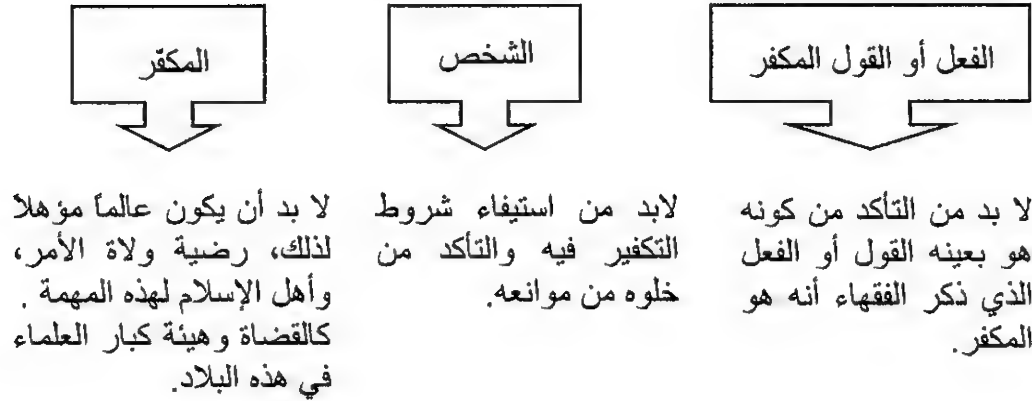 الفعل أو القول المكفر
الشخص
المكفّر
لا بد من التأكد من كونه
هو بعينه القول أو الفعل
الذي ذكر الفقهاء أنه هو
المكفر.
لابد من استيفاء شروط
التكفير فيه والتأكد من
خلوه من موانعه.
لا بد أن يكون عالماً مؤهلاً
لذلك، رضية ولاة الأمر،
وأهل الإسلام لهذه المهمة .
كالقضاة وهيئة كبار العلماء
في هذه البلاد.